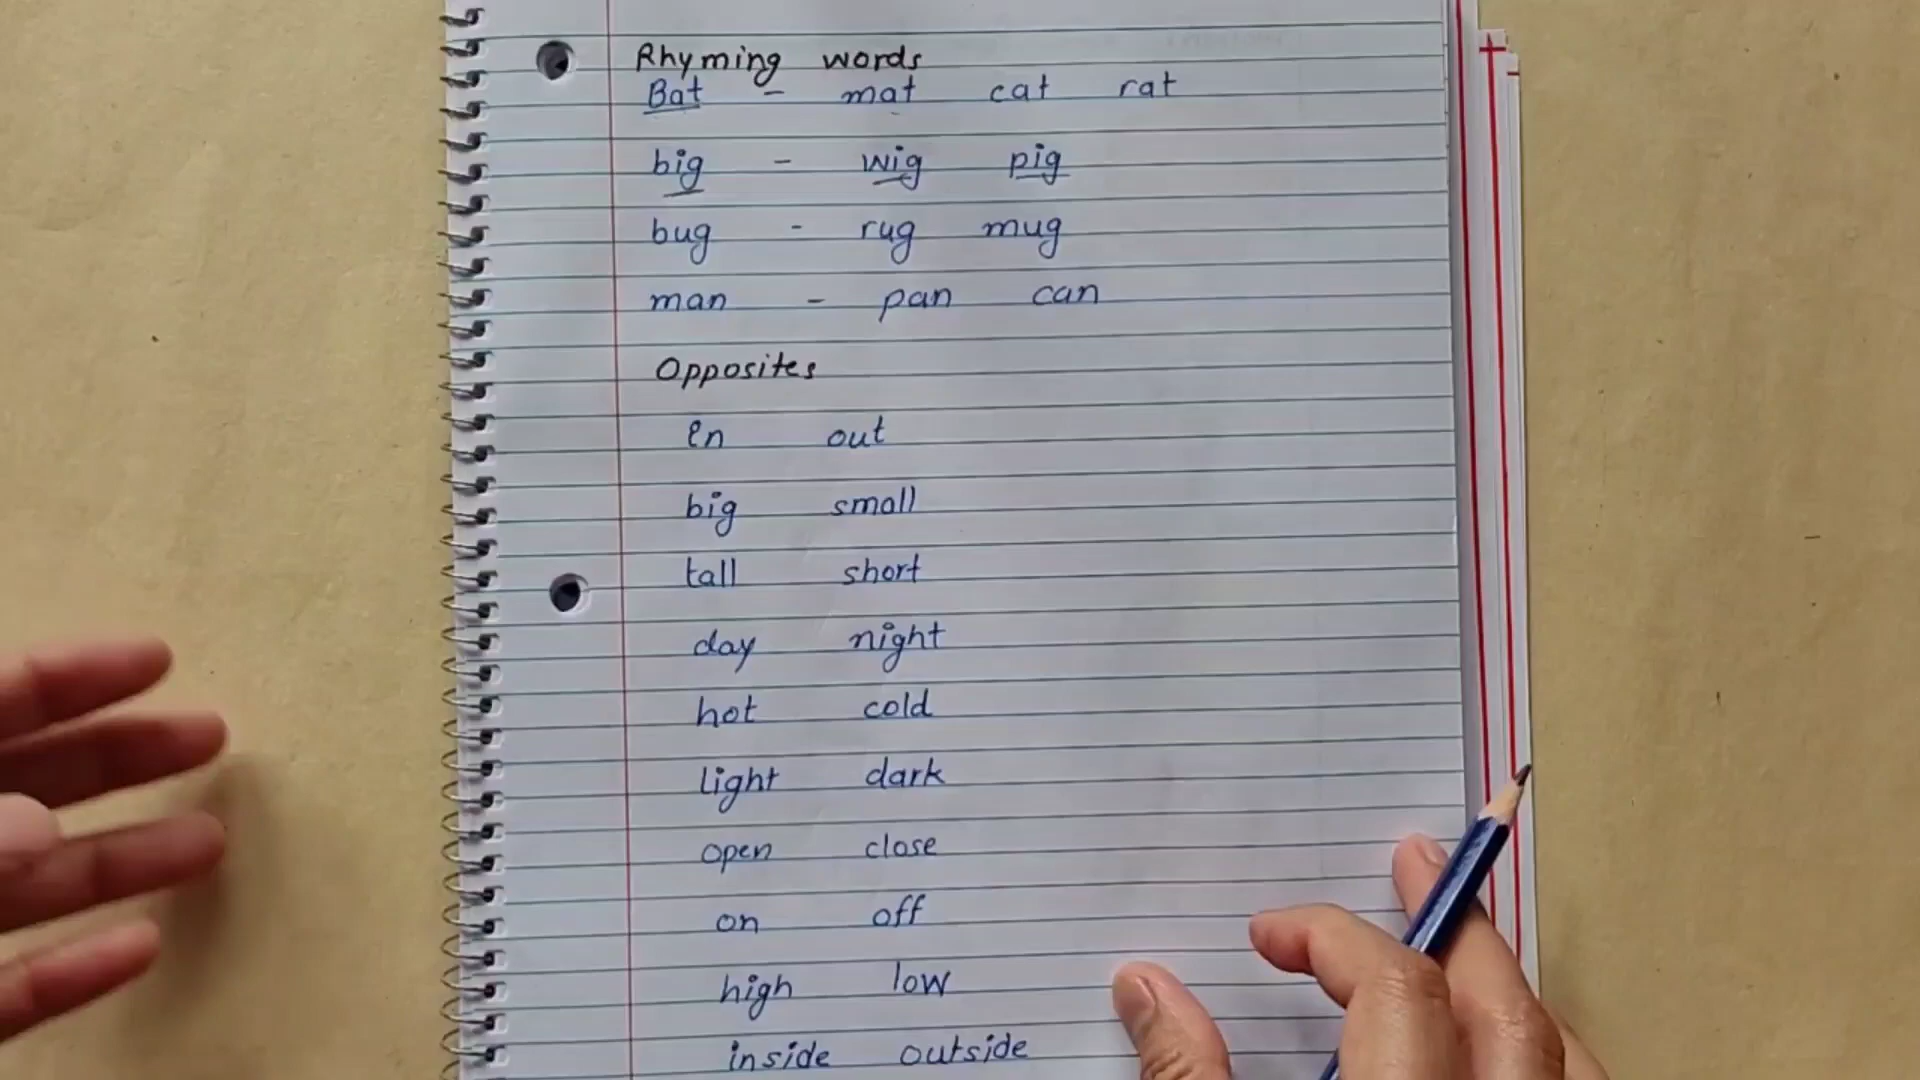 Rhyming words
Bat - mat cat rat
big - wig pig
bug - rug mug
man - pan can
Opposites
in out
big small
tall short
day night
hot cold
light dark
open close
on off
high low
inside outside